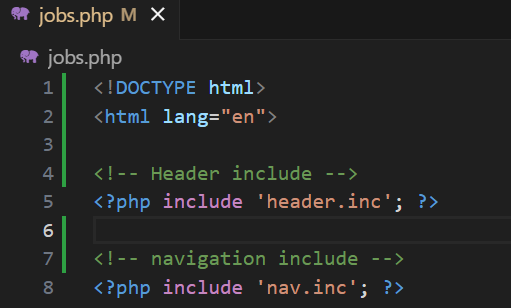 jobs.php M
jobs.php
1 <!DOCTYPE html>
2 <html lang="en">
3
4 <!-- Header include -->
5 <?php include 'header.inc'; ?>
6
7 <!-- navigation include -->
8 <?php include 'nav.inc'; ?>